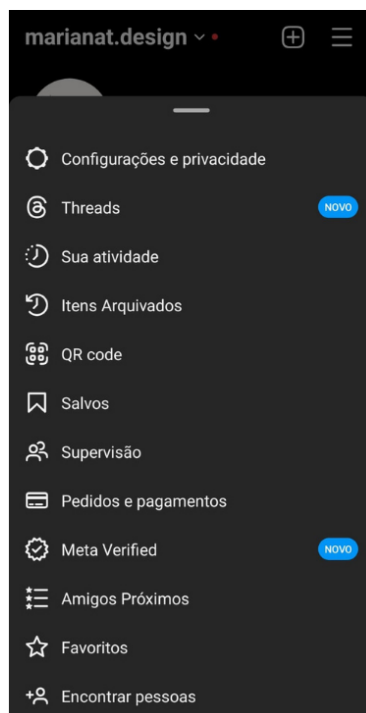 marianat.design
Configurações e privacidade
Threads NOVO
Sua atividade
Itens Arquivados
QR code
Salvos
Supervisão
Pedidos e pagamentos
Meta Verified NOVO
Amigos Próximos
Favoritos
Encontrar pessoas